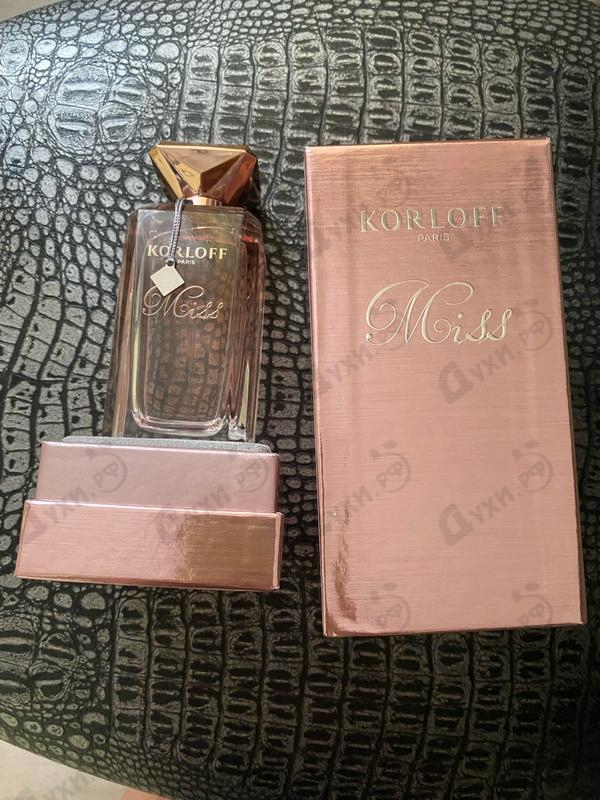 KORLOFF
PARIS
Miss
KORLOFF
PARIS
Miss
Духи.рф